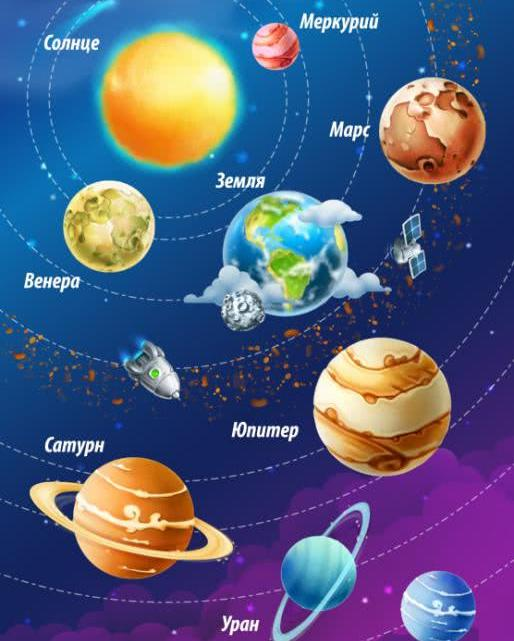 Солнце
Меркурий
Марс
Земля
Венера
Юпитер
Сатурн
Уран